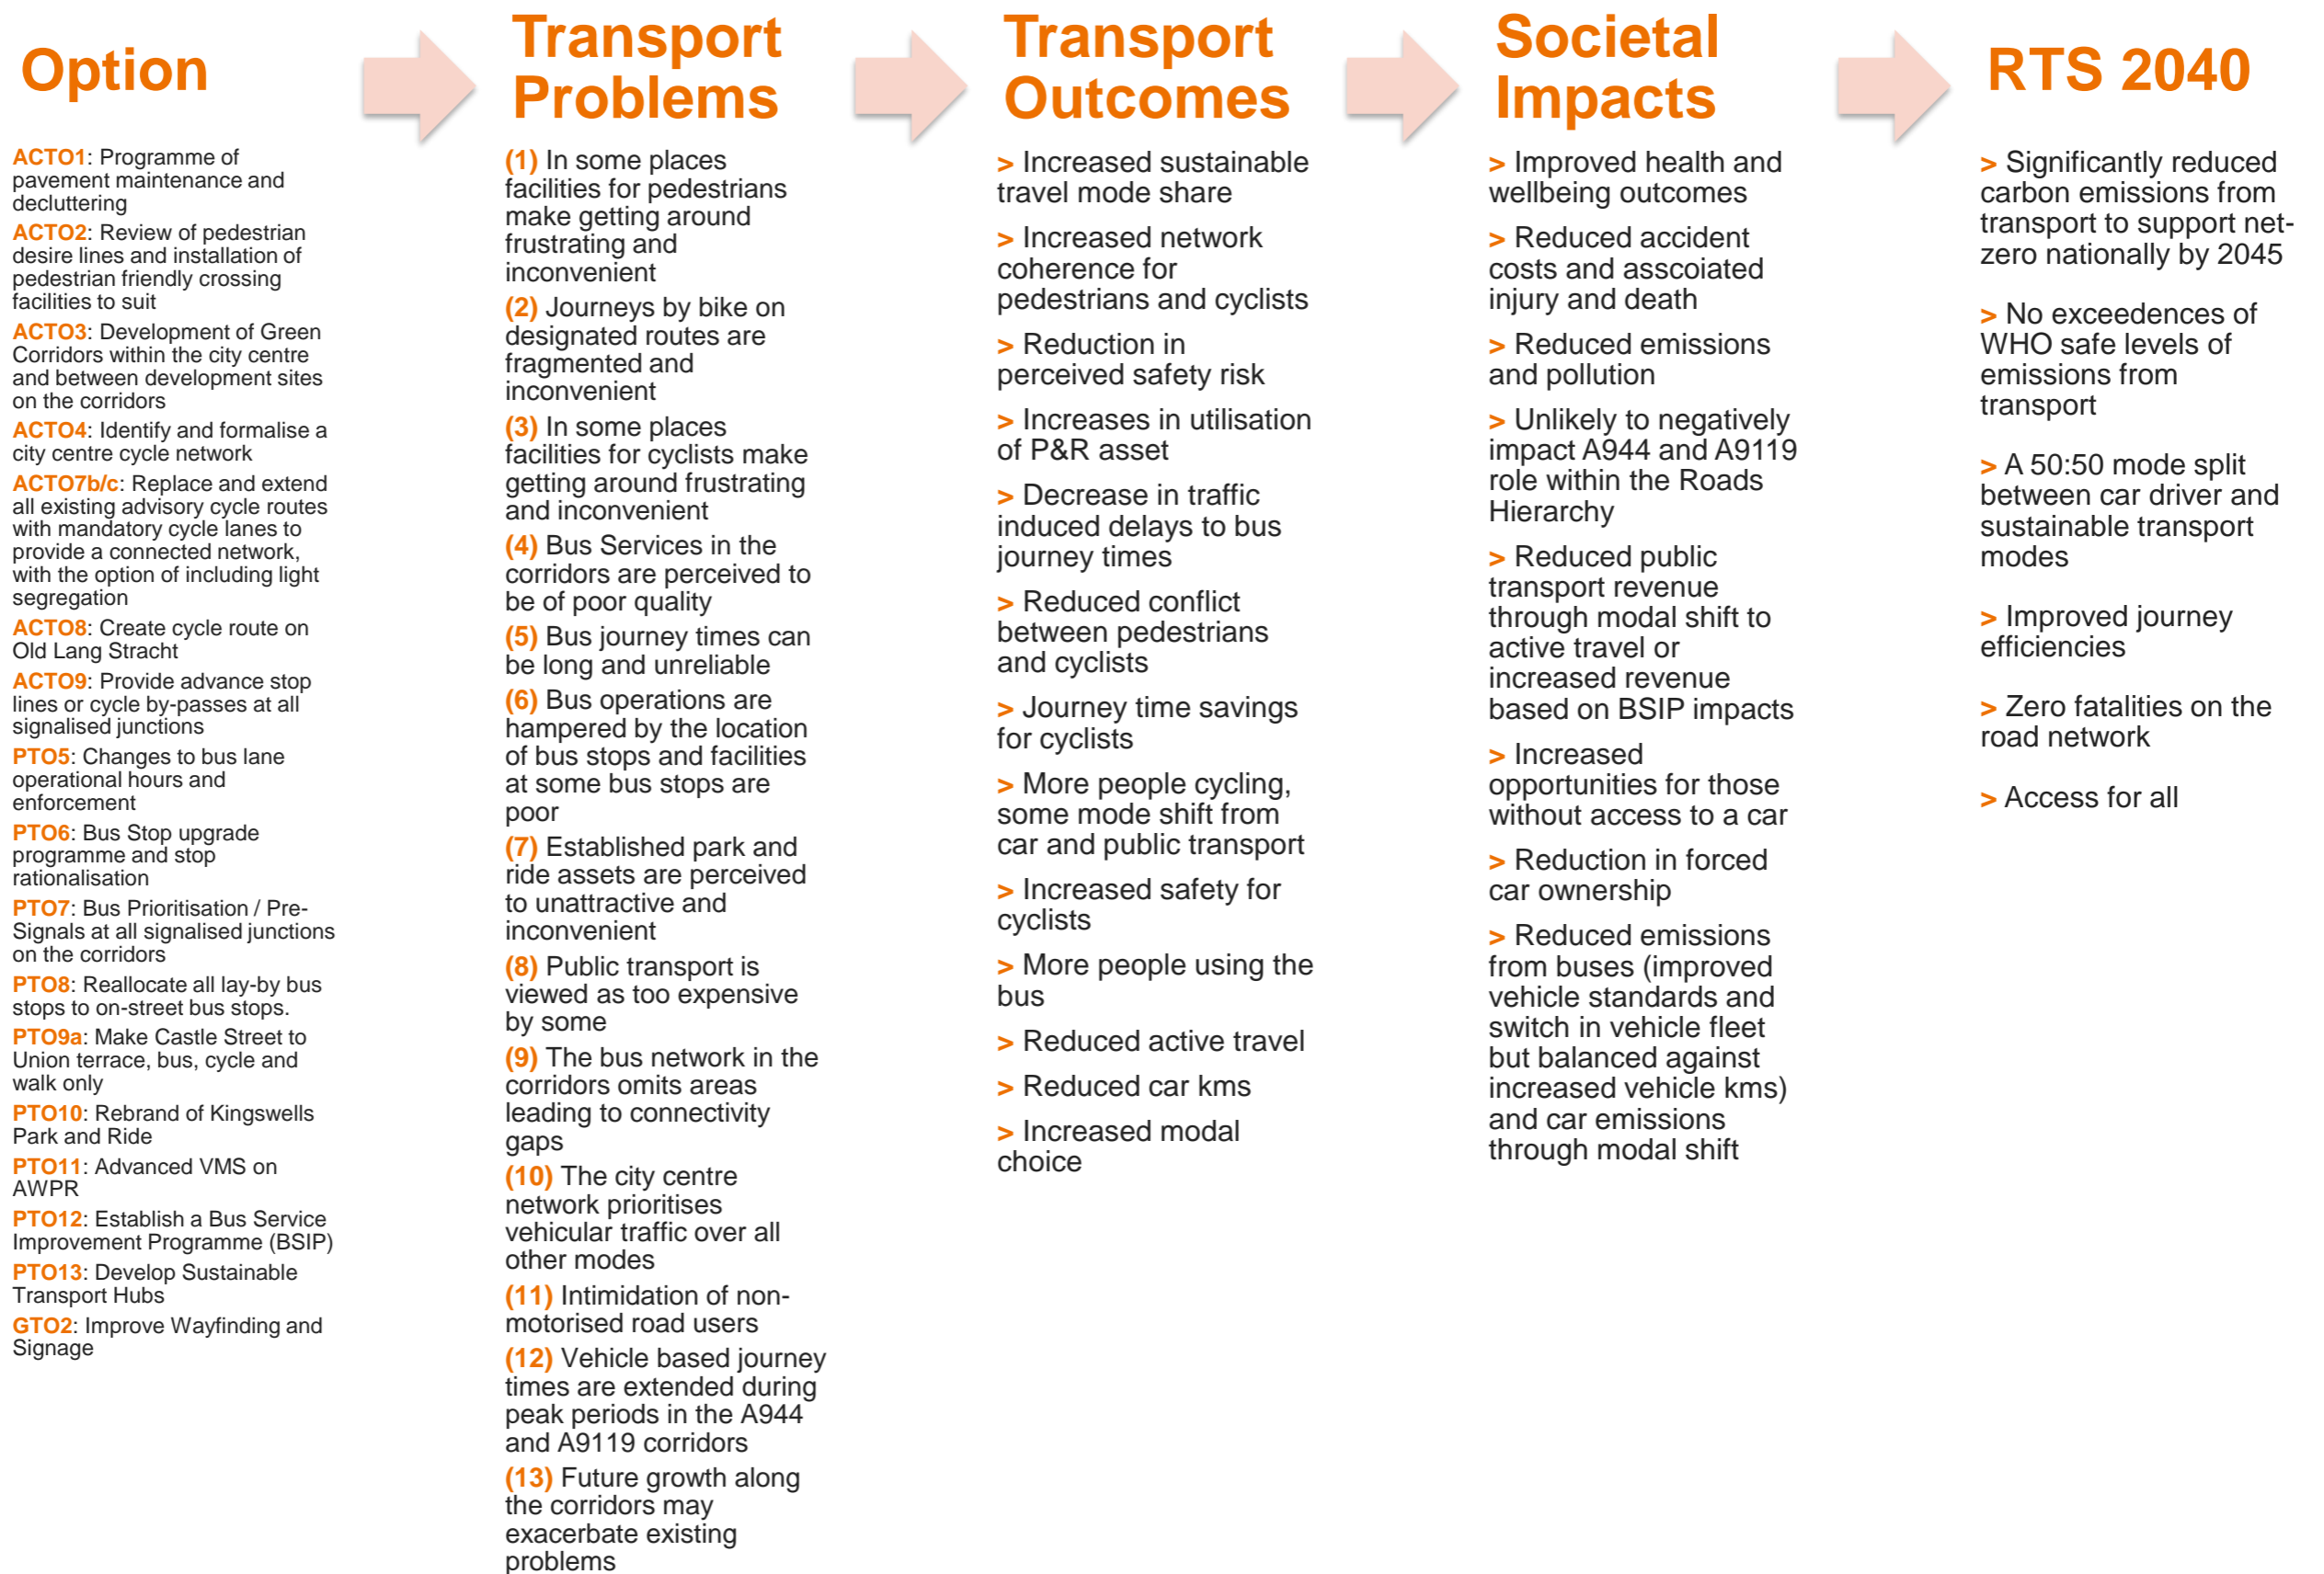 Option
ACTO1: Programme of
pavement maintenance and
decluttering
ACTO2: Review of pedestrian
desire lines and installation of
pedestrian friendly crossing
facilities to suit
ACTO3: Development of Green
Corridors within the city centre
and between development sites
on the corridors
ACTO4: Identify and formalise a
city centre cycle network
ACTO7b/c: Replace and extend
all existing advisory cycle routes
with mandatory cycle lanes to
provide a connected network,
with the option of including light
segregation
ACTO8: Create cycle route on
Old Lang Stracht
ACTO9: Provide advance stop
lines or cycle by-passes at all
signalised junctions
PTO5: Changes to bus lane
operational hours and
enforcement
PTO6: Bus Stop upgrade
programme and stop
rationalisation
PTO7: Bus Prioritisation / Pre-
Signals at all signalised junctions
on the corridors
PTO8: Reallocate all lay-by bus
stops to on-street bus stops.
PTO9a: Make Castle Street to
Union terrace, bus, cycle and
walk only
PTO10: Rebrand of Kingswells
Park and Ride
PTO11: Advanced VMS on
AWPR
PTO12: Establish a Bus Service
Improvement Programme (BSIP)
PTO13: Develop Sustainable
Transport Hubs
GTO2: Improve Wayfinding and
Signage
Transport
Problems
(1) In some places
facilities for pedestrians
make getting around
frustrating and
inconvenient
(2) Journeys by bike on
designated routes are
fragmented and
inconvenient
(3) In some places
facilities for cyclists make
getting around frustrating
and inconvenient
(4) Bus Services in the
corridors are perceived to
be of poor quality
(5) Bus journey times can
be long and unreliable
(6) Bus operations are
hampered by the location
of bus stops and facilities
at some bus stops are
poor
(7) Established park and
ride assets are perceived
to unattractive and
inconvenient
(8) Public transport is
viewed as too expensive
by some
(9) The bus network in the
corridors omits areas
leading to connectivity
gaps
(10) The city centre
network prioritises
vehicular traffic over all
other modes
(11) Intimidation of non-
motorised road users
(12) Vehicle based journey
times are extended during
peak periods in the A944
and A9119 corridors
(13) Future growth along
the corridors may
exacerbate existing
problems
Transport
Outcomes
> Increased sustainable
travel mode share
> Increased network
coherence for
pedestrians and cyclists
> Reduction in
perceived safety risk
> Increases in utilisation
of P&R asset
> Decrease in traffic
induced delays to bus
journey times
> Reduced conflict
between pedestrians
and cyclists
> Journey time savings
for cyclists
> More people cycling,
some mode shift from
car and public transport
> Increased safety for
cyclists
> More people using the
bus
> Reduced active travel
> Reduced car kms
> Increased modal
choice
Societal
Impacts
> Improved health and
wellbeing outcomes
> Reduced accident
costs and asscoiated
injury and death
> Reduced emissions
and pollution
> Unlikely to negatively
impact A944 and A9119
role within the Roads
Hierarchy
> Reduced public
transport revenue
through modal shift to
active travel or
increased revenue
based on BSIP impacts
> Increased
opportunities for those
without access to a car
> Reduction in forced
car ownership
> Reduced emissions
from buses (improved
vehicle standards and
switch in vehicle fleet
but balanced against
increased vehicle kms)
and car emissions
through modal shift
RTS 2040
> Significantly reduced
carbon emissions from
transport to support net-
zero nationally by 2045
> No exceedences of
WHO safe levels of
emissions from
transport
> A 50:50 mode split
between car driver and
sustainable transport
modes
> Improved journey
efficiencies
> Zero fatalities on the
road network
> Access for all